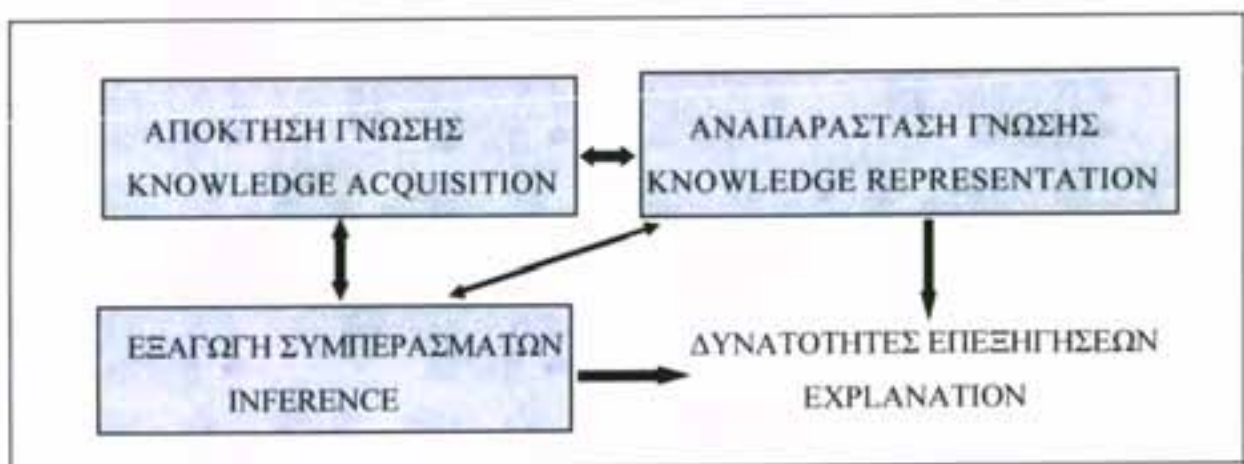 ΑΠΟΚΤΗΣΗ ΓΝΩΣΗΣ
KNOWLEDGE ACQUISITION
ΑΝΑΠΑΡΑΣΤΑΣΗ ΓΝΩΣΗΣ
KNOWLEDGE REPRESENTATION
ΕΞΑΓΩΓΗ ΣΥΜΠΕΡΑΣΜΑΤΩΝ
INFERENCE
ΔΥΝΑΤΟΤΗΤΕΣ ΕΠΕΞΗΓΗΣΕΩΝ
EXPLANATION